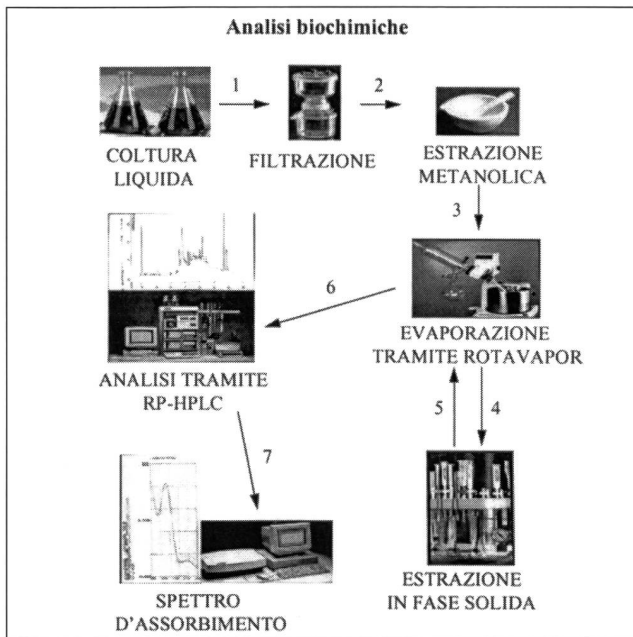 Analisi biochimiche
1
2
COLTURA
LIQUIDA
FILTRAZIONE
ESTRAZIONE
METANOLICA
3
6
EVAPORAZIONE
TRAMITE ROTAVAPOR
ANALISI TRAMITE
RP-HPLC
5
4
7
SPETTRO
D'ASSORBIMENTO
ESTRAZIONE
IN FASE SOLIDA